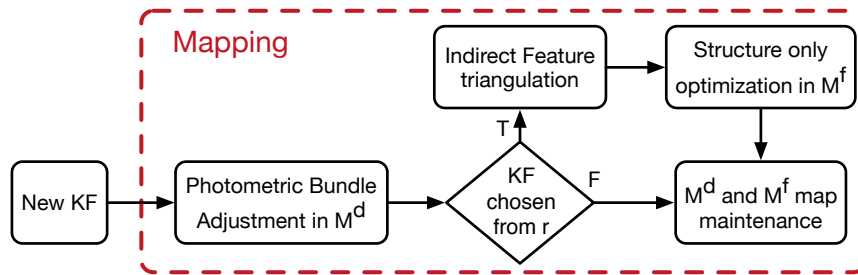 Mapping
Indirect Feature
triangulation
Structure only
optimization in M^f
T
New KF
Photometric Bundle
Adjustment in M^d
KF
chosen
from r
F
M^d and M^f map
maintenance